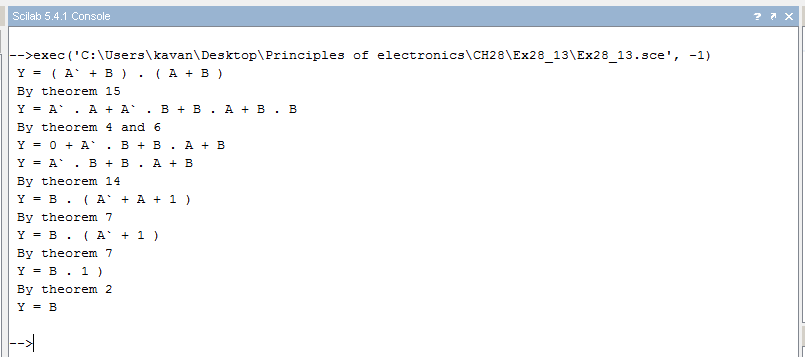 Scilab 5.4.1 Console
? ↗ ✕
-->exec('C:\Users\kavan\Desktop\Principles of electronics\CH28\Ex28_13\Ex28_13.sce', -1)
Y = ( A` + B ) . ( A + B )
By theorem 15
Y = A` . A + A` . B + B . A + B . B
By theorem 4 and 6
Y = 0 + A` . B + B . A + B
Y = A` . B + B . A + B
By theorem 14
Y = B . ( A` + A + 1 )
By theorem 7
Y = B . ( A` + 1 )
By theorem 7
Y = B . 1 )
By theorem 2
Y = B
-->